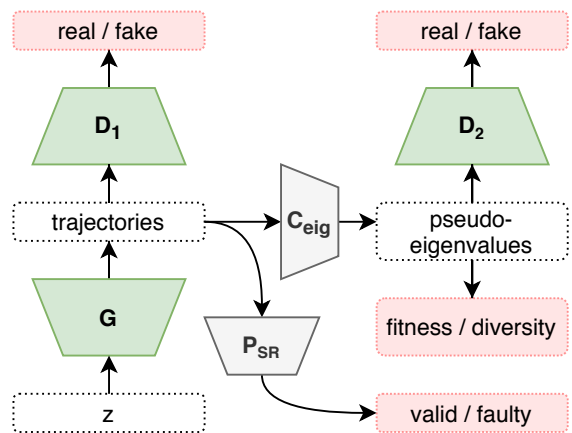 real / fake
real / fake
D1
D2
trajectories
Ceig
pseudo-
eigenvalues
G
PSR
fitness / diversity
z
valid / faulty